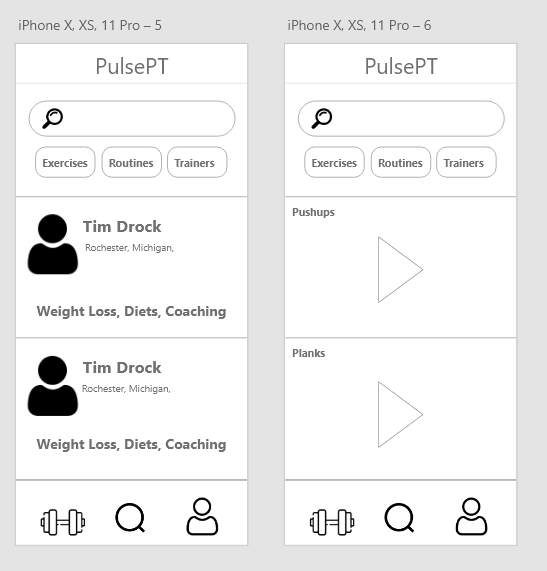 iPhone X, XS, 11 Pro – 5
PulsePT
Exercises Routines Trainers
Tim Drock
Rochester, Michigan,
Weight Loss, Diets, Coaching
Tim Drock
Rochester, Michigan,
Weight Loss, Diets, Coaching
iPhone X, XS, 11 Pro – 6
PulsePT
Exercises Routines Trainers
Pushups
Planks